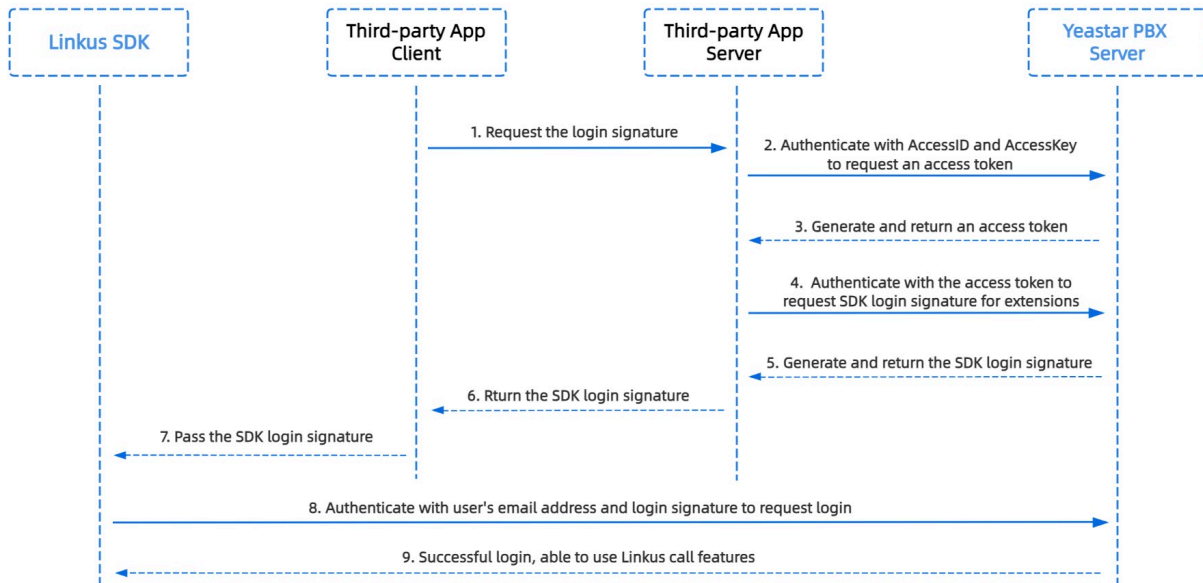 Linkus SDK
Third-party App
Client
Third-party App
Server
Yeastar PBX
Server
1. Request the login signature
2. Authenticate with AccessID and AccessKey
to request an access token
3. Generate and return an access token
4. Authenticate with the access token to
request SDK login signature for extensions
5. Generate and return the SDK login signature
6. Rturn the SDK login signature
7. Pass the SDK login signature
8. Authenticate with user's email address and login signature to request login
9. Successful login, able to use Linkus call features